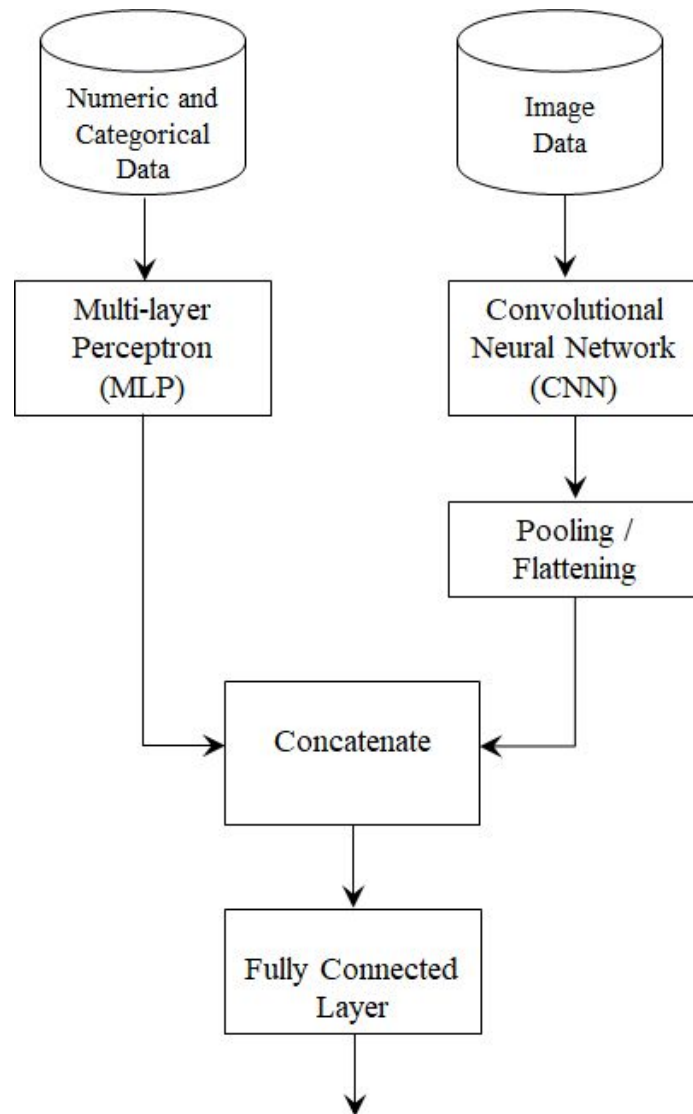 Numeric and
Categorical
Data
Image
Data
Multi-layer
Perceptron
(MLP)
Convolutional
Neural Network
(CNN)
Pooling /
Flattening
Concatenate
Fully Connected
Layer